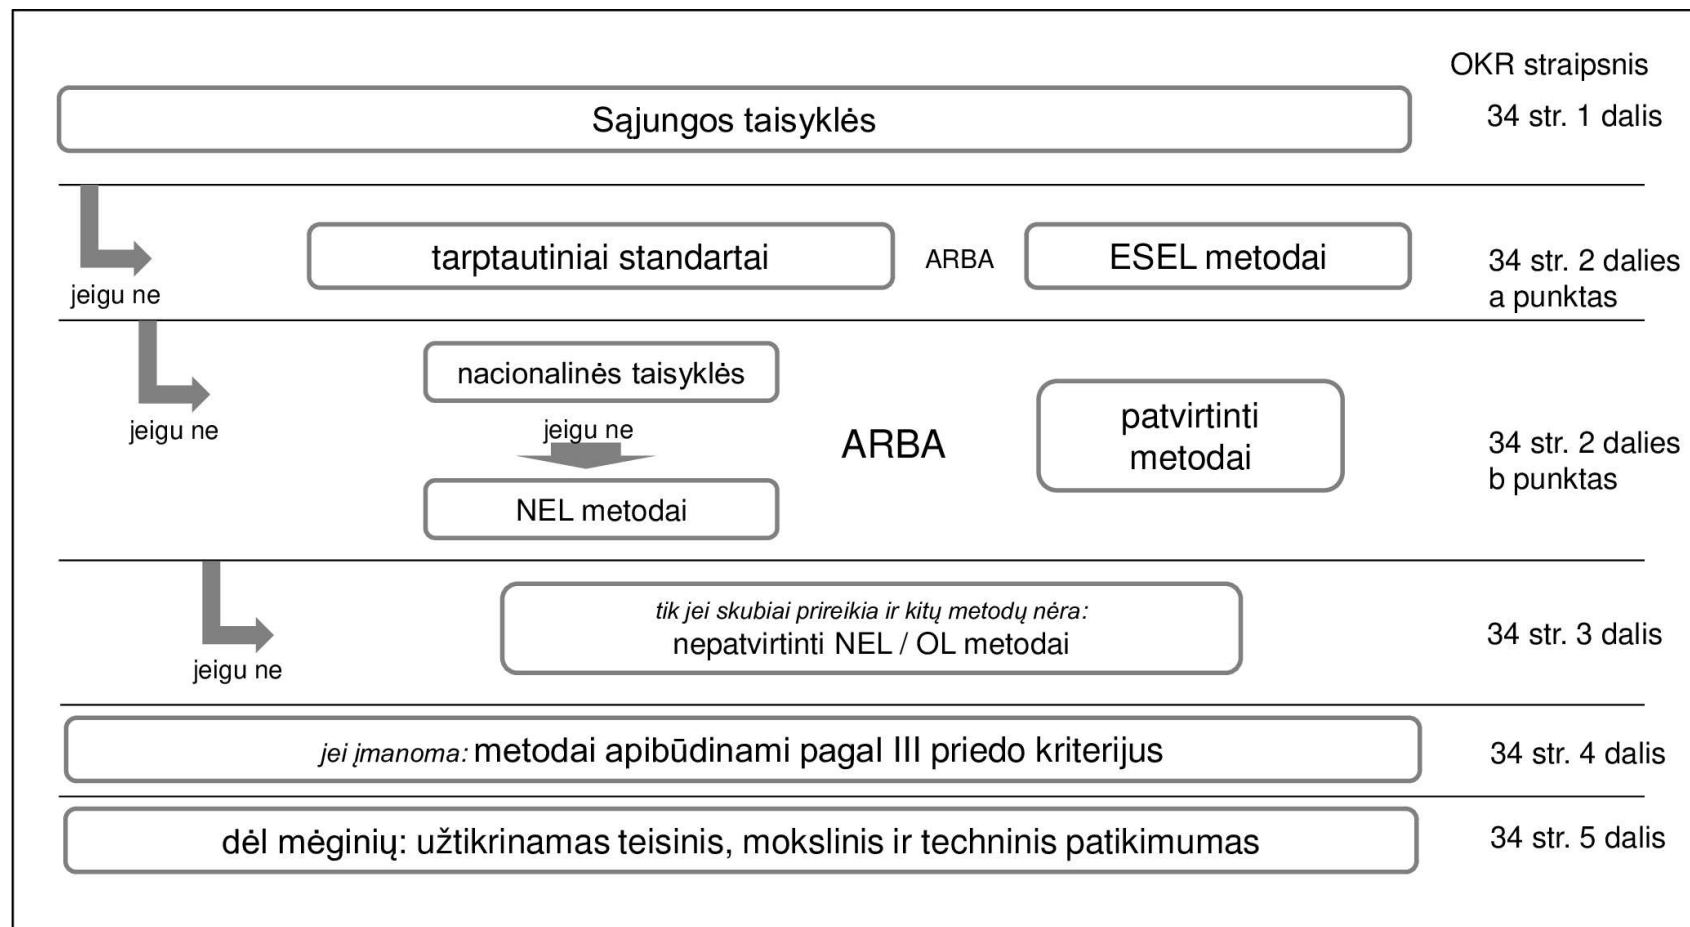 OKR straipsnis
Sąjungos taisyklės
34 str. 1 dalis
jeigu ne
tarptautiniai standartai
ARBA
ESEL metodai
34 str. 2 dalies
a punktas
jeigu ne
nacionalinės taisyklės
jeigu ne
NEL metodai
ARBA
patvirtinti
metodai
34 str. 2 dalies
b punktas
jeigu ne
tik jei skubiai prireikia ir kitų metodų nėra:
nepatvirtinti NEL / OL metodai
34 str. 3 dalis
jei įmanoma: metodai apibūdinami pagal III priedo kriterijus
34 str. 4 dalis
dėl mėginių: užtikrinamas teisinis, mokslinis ir techninis patikimumas
34 str. 5 dalis